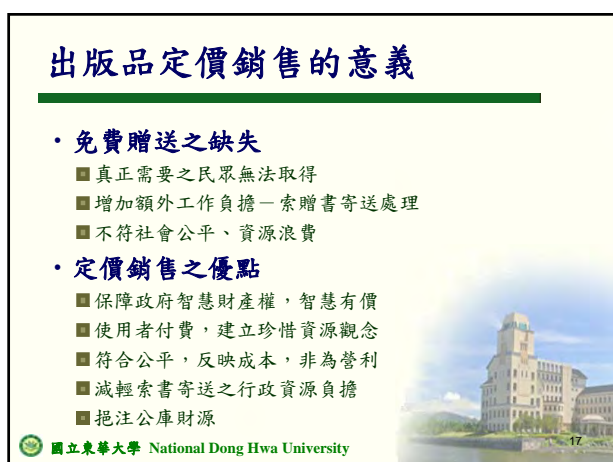 出版品定價銷售的意義
• 免費贈送之缺失
真正需要之民眾無法取得
增加額外工作負擔－索贈書寄送處理
不符社會公平、資源浪費
• 定價銷售之優點
保障政府智慧財產權，智慧有價
使用者付費，建立珍惜資源觀念
符合公平，反映成本，非為營利
減輕索書寄送之行政資源負擔
挹注公庫財源
國立東華大學 National Dong Hwa University
17